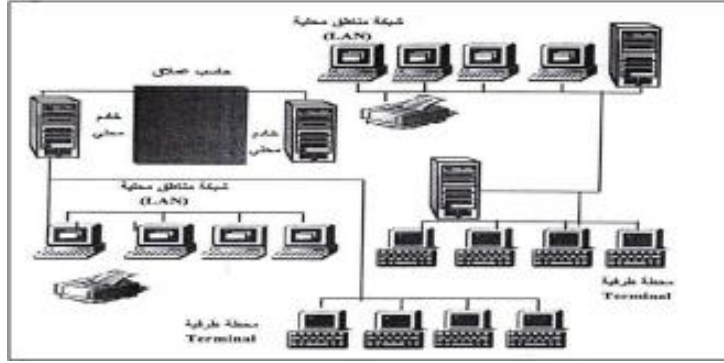 شبكة مناطق محلية
(LAN)
حاسب عملاق
خادم
محلي
خادم
محلي
شبكة مناطق محلية
(LAN)
محطة طرفية
Terminal
محطة طرفية
Terminal